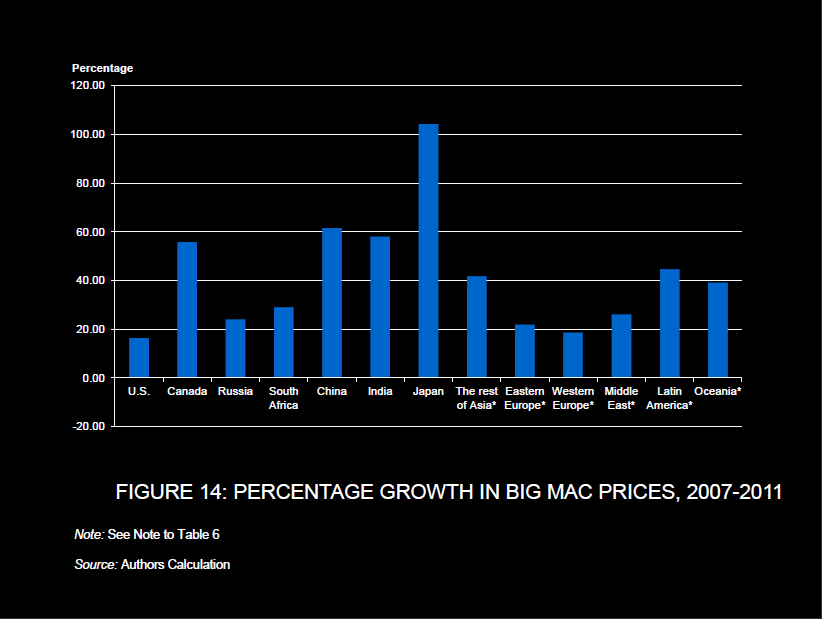 Percentage
120.00
100.00
80.00
60.00
40.00
20.00
0.00
-20.00
U.S. Canada Russia South Africa China India Japan The rest of Asia* Eastern Europe* Western Europe* Middle East* Latin America* Oceania*
FIGURE 14: PERCENTAGE GROWTH IN BIG MAC PRICES, 2007-2011
Note: See Note to Table 6
Source: Authors Calculation